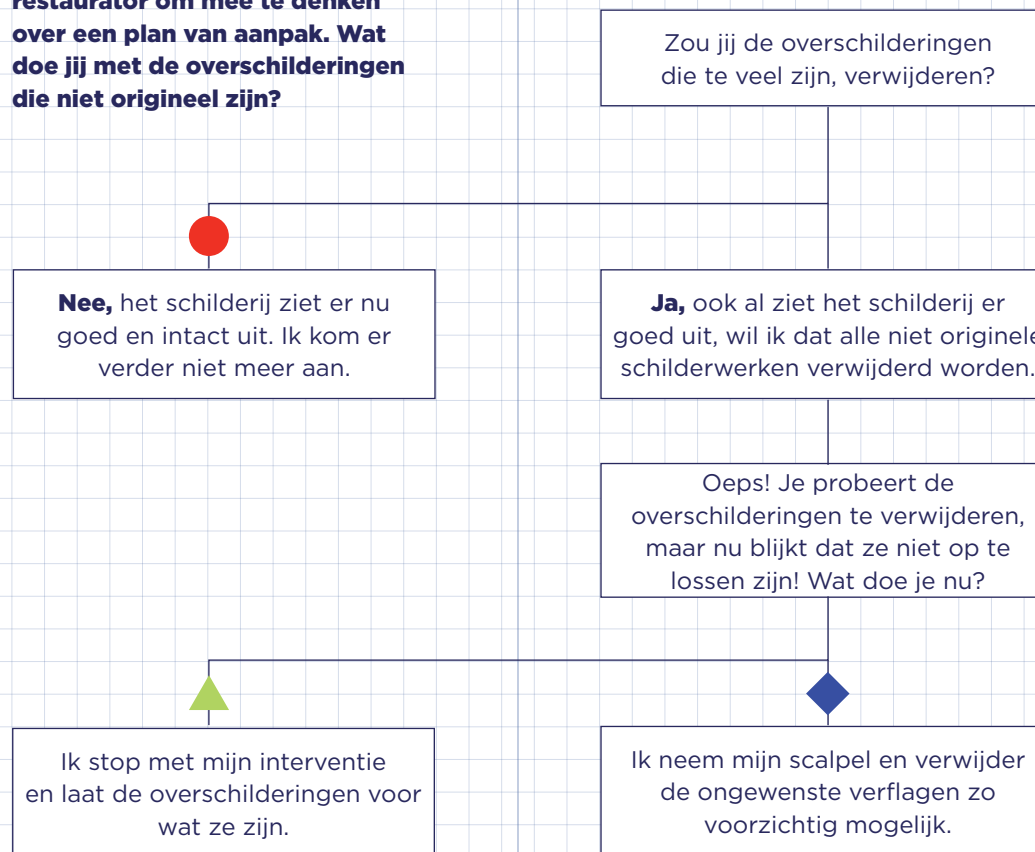 restaurator om mee te denken
over een plan van aanpak. Wat
doe jij met de overschilderingen
die niet origineel zijn?
Zou jij de overschilderingen
die te veel zijn, verwijderen?
Nee, het schilderij ziet er nu
goed en intact uit. Ik kom er
verder niet meer aan.
Ja, ook al ziet het schilderij er
goed uit, wil ik dat alle niet originele
schilderwerken verwijderd worden.
Oeps! Je probeert de
overschilderingen te verwijderen,
maar nu blijkt dat ze niet op te
lossen zijn! Wat doe je nu?
Ik stop met mijn interventie
en laat de overschilderingen voor
wat ze zijn.
Ik neem mijn scalpel en verwijder
de ongewenste verflagen zo
voorzichtig mogelijk.